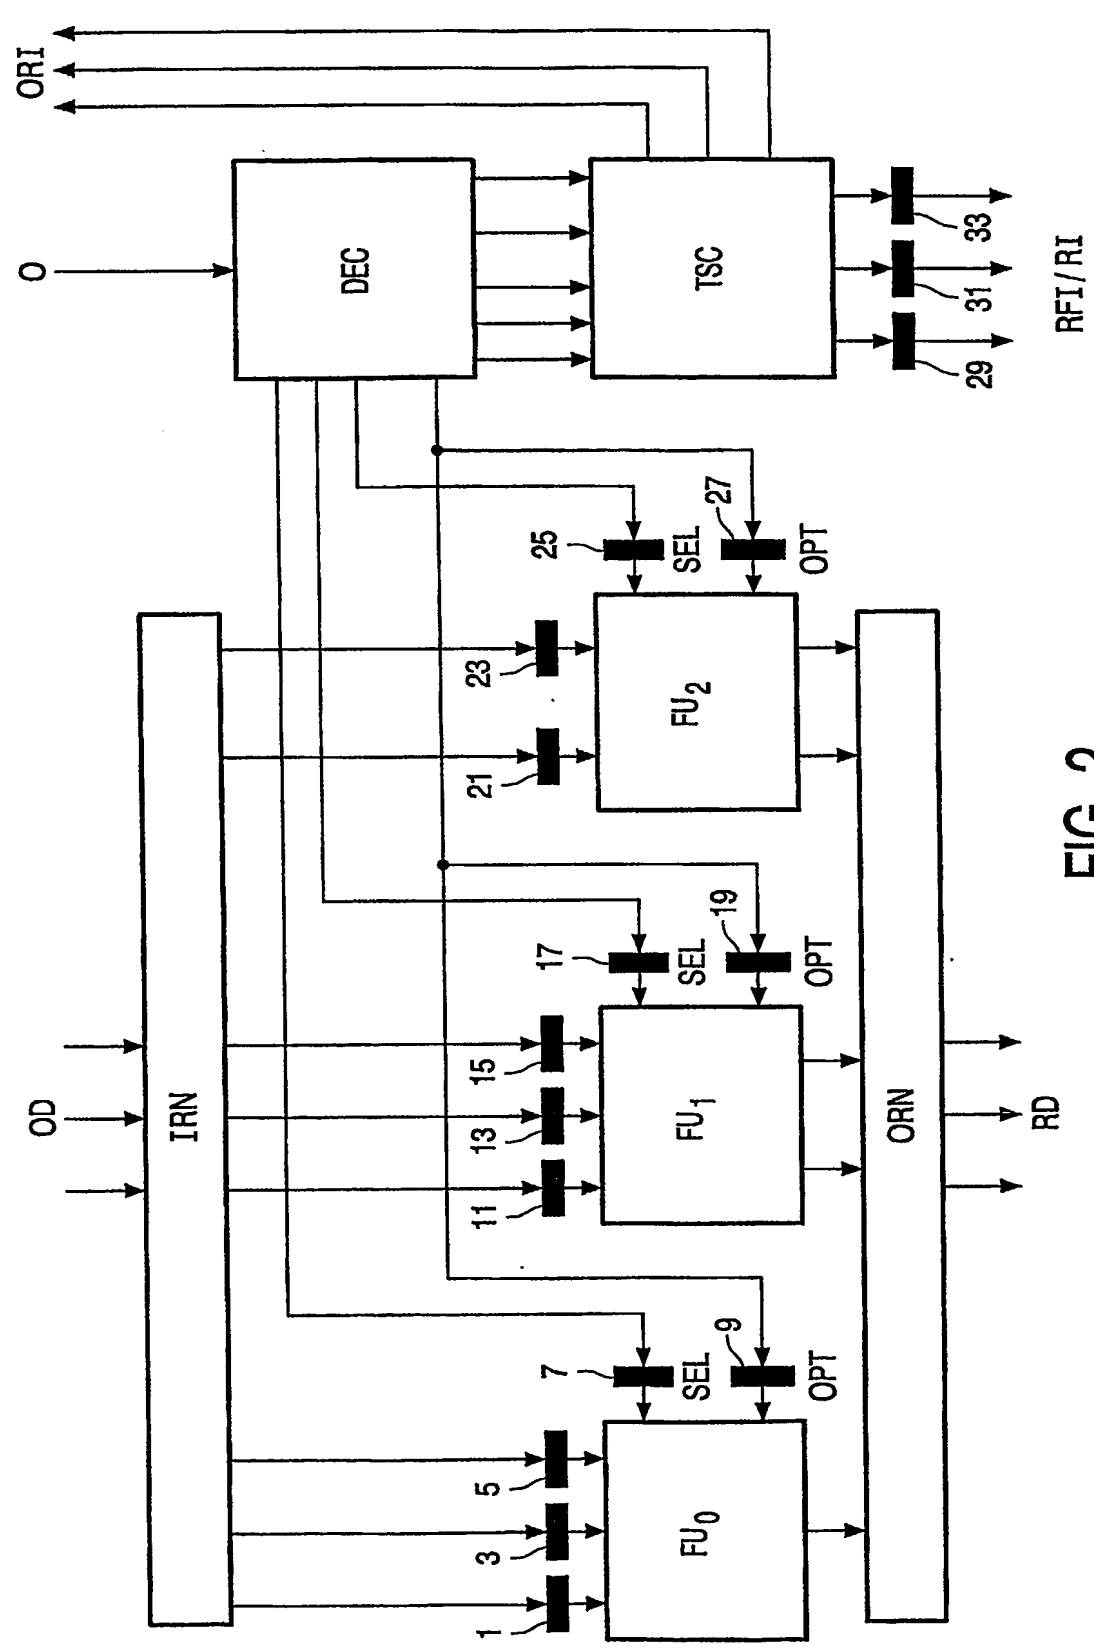 O
ORI
DEC
TSC
RFI/RI
29
31
33
OD
IRN
1
3
5
7
SEL
9
OPT
FU0
11
13
15
17
SEL
19
OPT
FU1
21
23
25
SEL
27
OPT
FU2
ORN
RD
FIG. 2